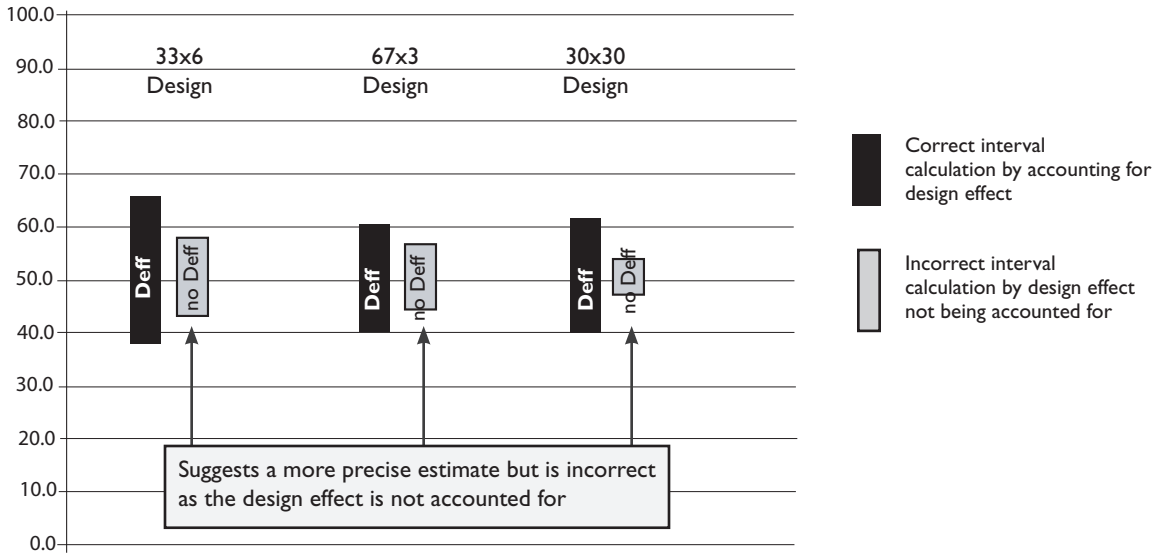 100.0
90.0
80.0
70.0
60.0
50.0
40.0
30.0
20.0
10.0
0.0
33x6
Design
67x3
Design
30x30
Design
Deff
no Deff
Deff
no Deff
Deff
no Deff
Suggests a more precise estimate but is incorrect
as the design effect is not accounted for
Correct interval
calculation by accounting for
design effect
Incorrect interval
calculation by design effect
not being accounted for